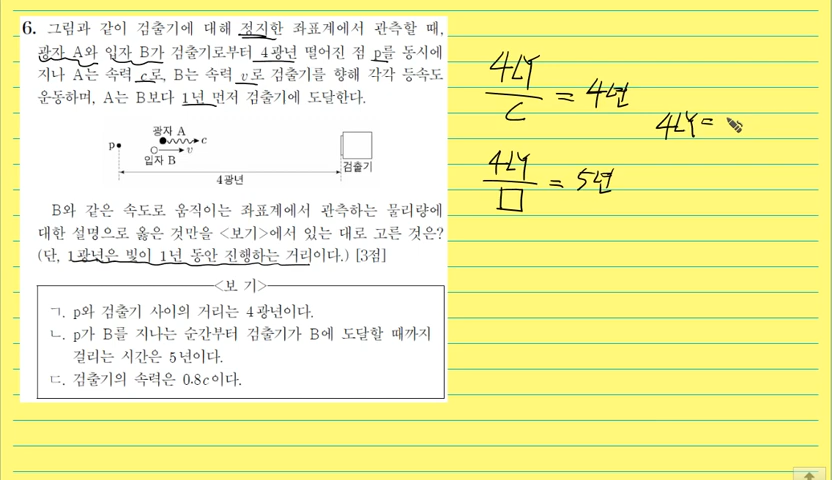 6. 그림과 같이 검출기에 대해 정지한 좌표계에서 관측할 때,
광자 A와 입자 B가 검출기로부터 4광년 떨어진 점 p를 동시에
지나 A는 속력 c로, B는 속력 v로 검출기를 향해 각각 등속도
운동하며, A는 B보다 1년 먼저 검출기에 도달한다.
광자 A
p
c
v
입자 B
검출기
4광년
B와 같은 속도로 움직이는 좌표계에서 관측하는 물리량에
대한 설명으로 옳은 것만을 <보기>에서 있는 대로 고른 것은?
(단, 1광년은 빛이 1년 동안 진행하는 거리이다.) [3점]
<보 기>
ㄱ. p와 검출기 사이의 거리는 4광년이다.
ㄴ. p가 B를 지나는 순간부터 검출기가 B에 도달할 때까지
걸리는 시간은 5년이다.
ㄷ. 검출기의 속력은 0.8c이다.
4LY
C
= 4년
4LY =
4LY
□
= 5년